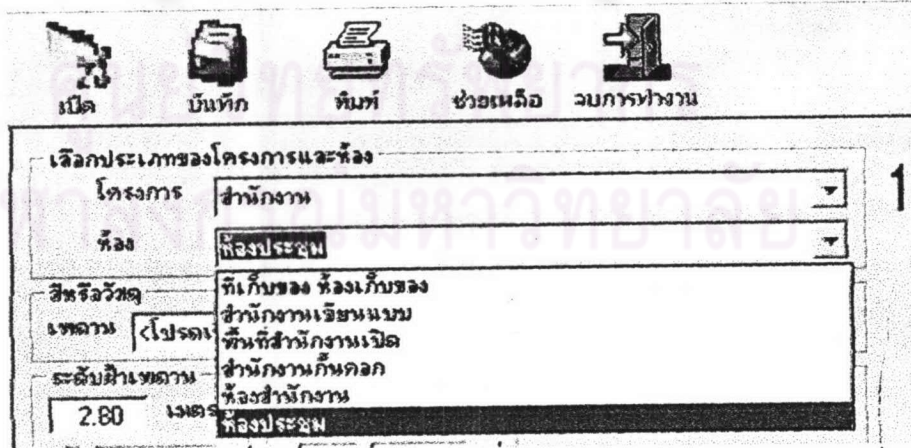 เปิด บันทึก พิมพ์ ช่วยเหลือ จบการทำงาน
เลือกประเภทของโครงการและห้อง
โครงการ สำนักงาน
1
ห้อง ห้องประชุม
ที่เก็บของ ห้องเก็บของ
สีหรือวัสดุ
สำนักงานเขียนแบบ
เพดาน <โปรดเ
พื้นที่สำนักงานเปิด
สำนักงานกั้นคอก
ระดับฝ้าเพดาน
ห้องสำนักงาน
2.80 เมตร
ห้องประชุม